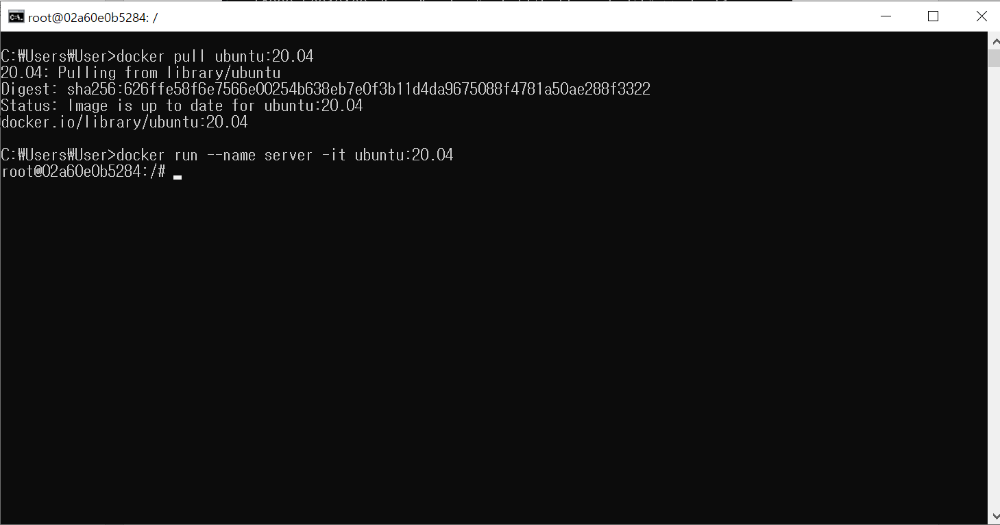 root@02a60e0b5284: /
C:₩Users₩User>docker pull ubuntu:20.04
20.04: Pulling from library/ubuntu
Digest: sha256:626ffe58f6e7566e00254b638eb7e0f3b11d4da9675088f4781a50ae288f3322
Status: Image is up to date for ubuntu:20.04
docker.io/library/ubuntu:20.04
C:₩Users₩User>docker run --name server -it ubuntu:20.04
root@02a60e0b5284:/#